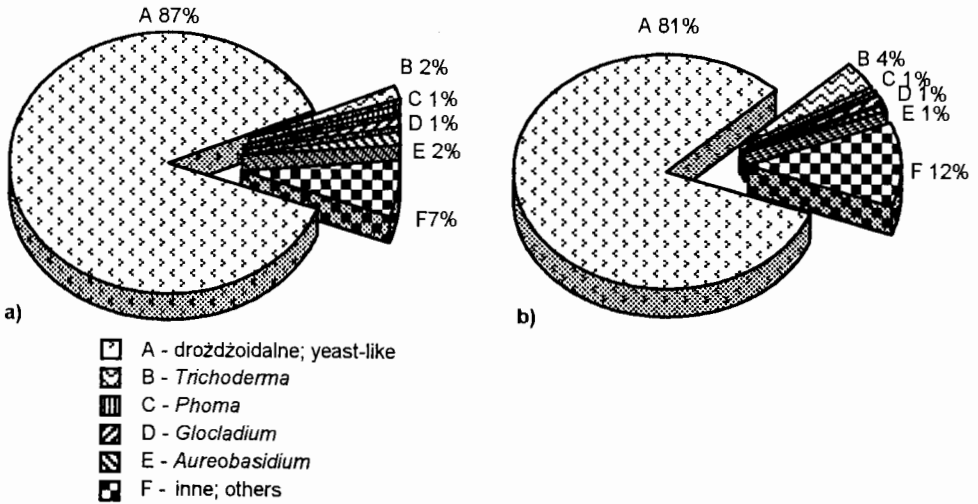 A 87%
B 2%
C 1%
D 1%
E 2%
F7%
a)
A 81%
B 4%
C 1%
D 1%
E 1%
F 12%
b)
A - drożdżoidalne; yeast-like
B - Trichoderma
C - Phoma
D - Glocladium
E - Aureobasidium
F - inne; others